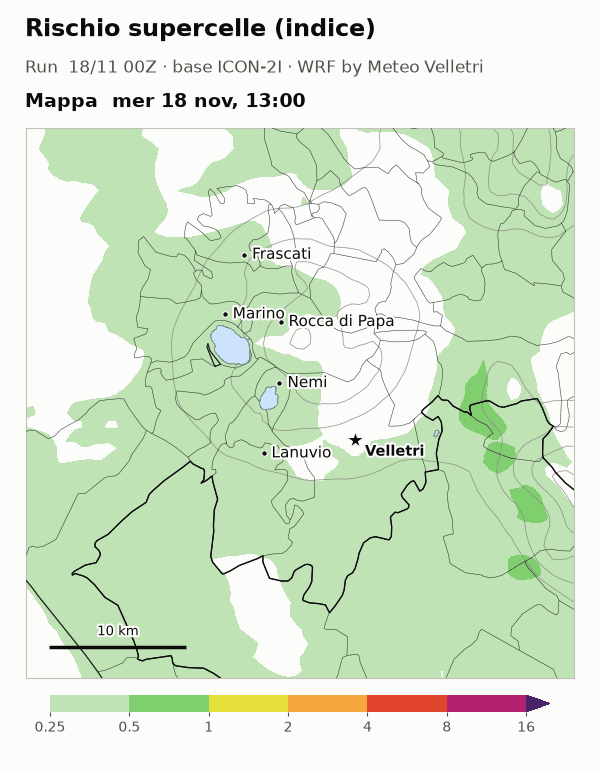 Rischio supercelle (indice)
Run 18/11 00Z · base ICON-2I · WRF by Meteo Velletri
Mappa mer 18 nov, 13:00
Frascati
Marino
Rocca di Papa
Nemi
Velletri
Lanuvio
10 km
0.25 0.5 1 2 4 8 16